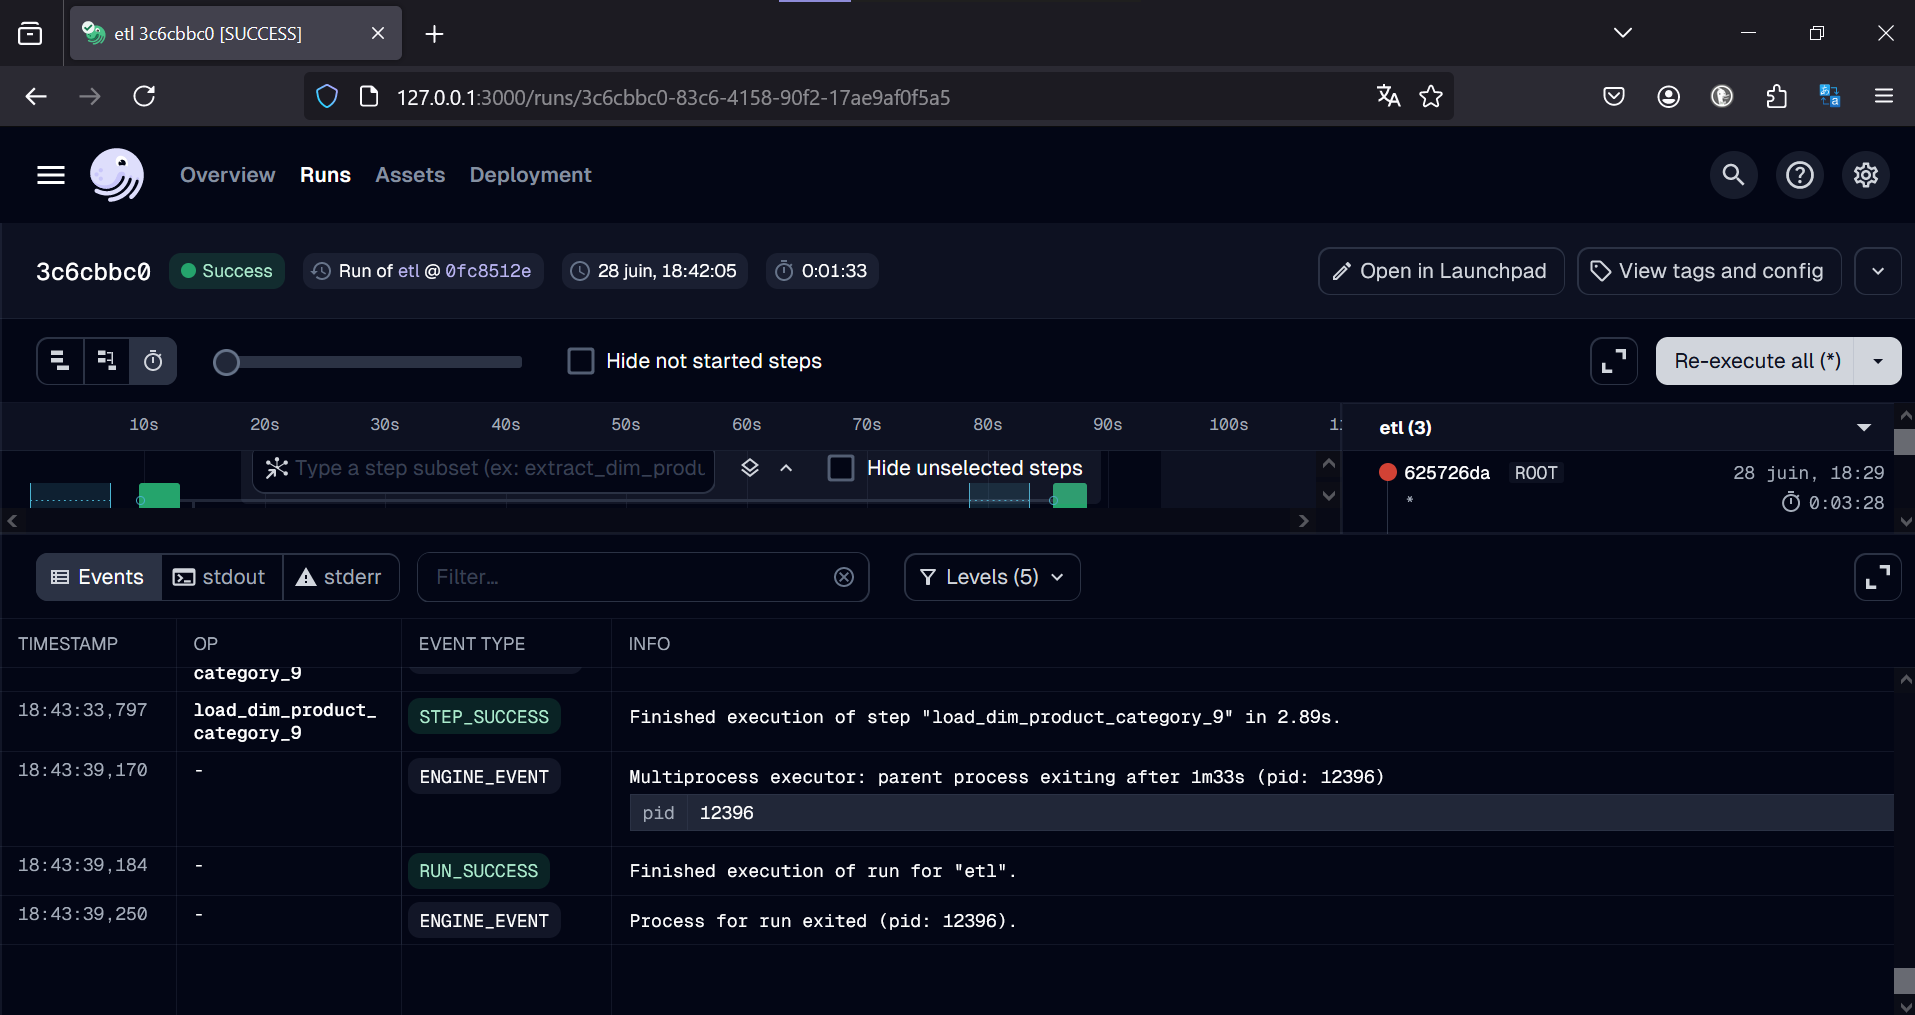 etl 3c6cbbc0 [SUCCESS]
127.0.0.1:3000/runs/3c6cbbc0-83c6-4158-90f2-17ae9af0f5a5
Overview Runs Assets Deployment
3c6cbbc0 Success Run of etl @ 0fc8512e 28 juin, 18:42:05 0:01:33 Open in Launchpad View tags and config
Hide not started steps Re-execute all (*)
10s 20s 30s 40s 50s 60s 70s 80s 90s 100s etl (3)
Type a step subset (ex: extract_dim_produ Hide unselected steps 625726da ROOT 28 juin, 18:29
* 0:03:28
Events stdout stderr Filter... Levels (5)
TIMESTAMP OP EVENT TYPE INFO
category_9
18:43:33,797 load_dim_product_ STEP_SUCCESS Finished execution of step "load_dim_product_category_9" in 2.89s.
category_9
18:43:39,170 - ENGINE_EVENT Multiprocess executor: parent process exiting after 1m33s (pid: 12396)
pid 12396
18:43:39,184 - RUN_SUCCESS Finished execution of run for "etl".
18:43:39,250 - ENGINE_EVENT Process for run exited (pid: 12396).